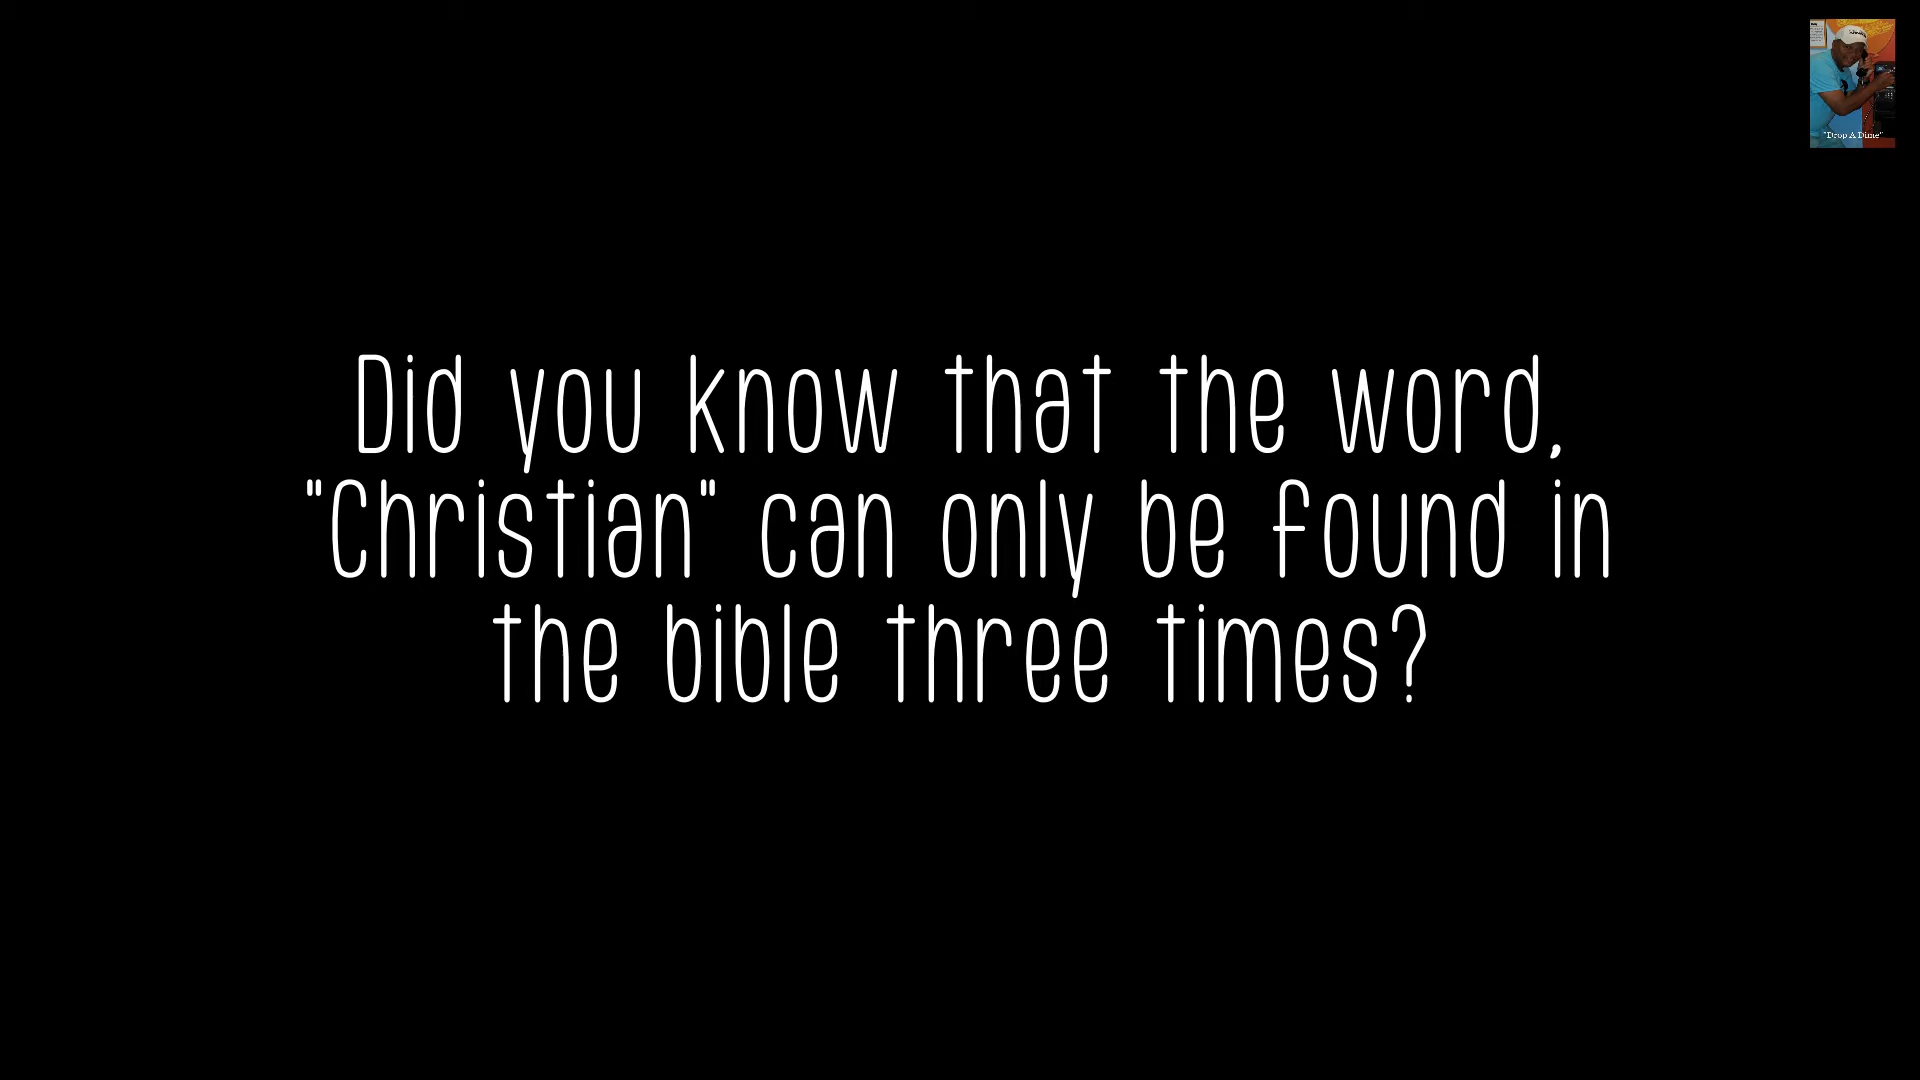 Did you know that the word,
"Christian" can only be found in
the bible three times?
"Drop A Dime"